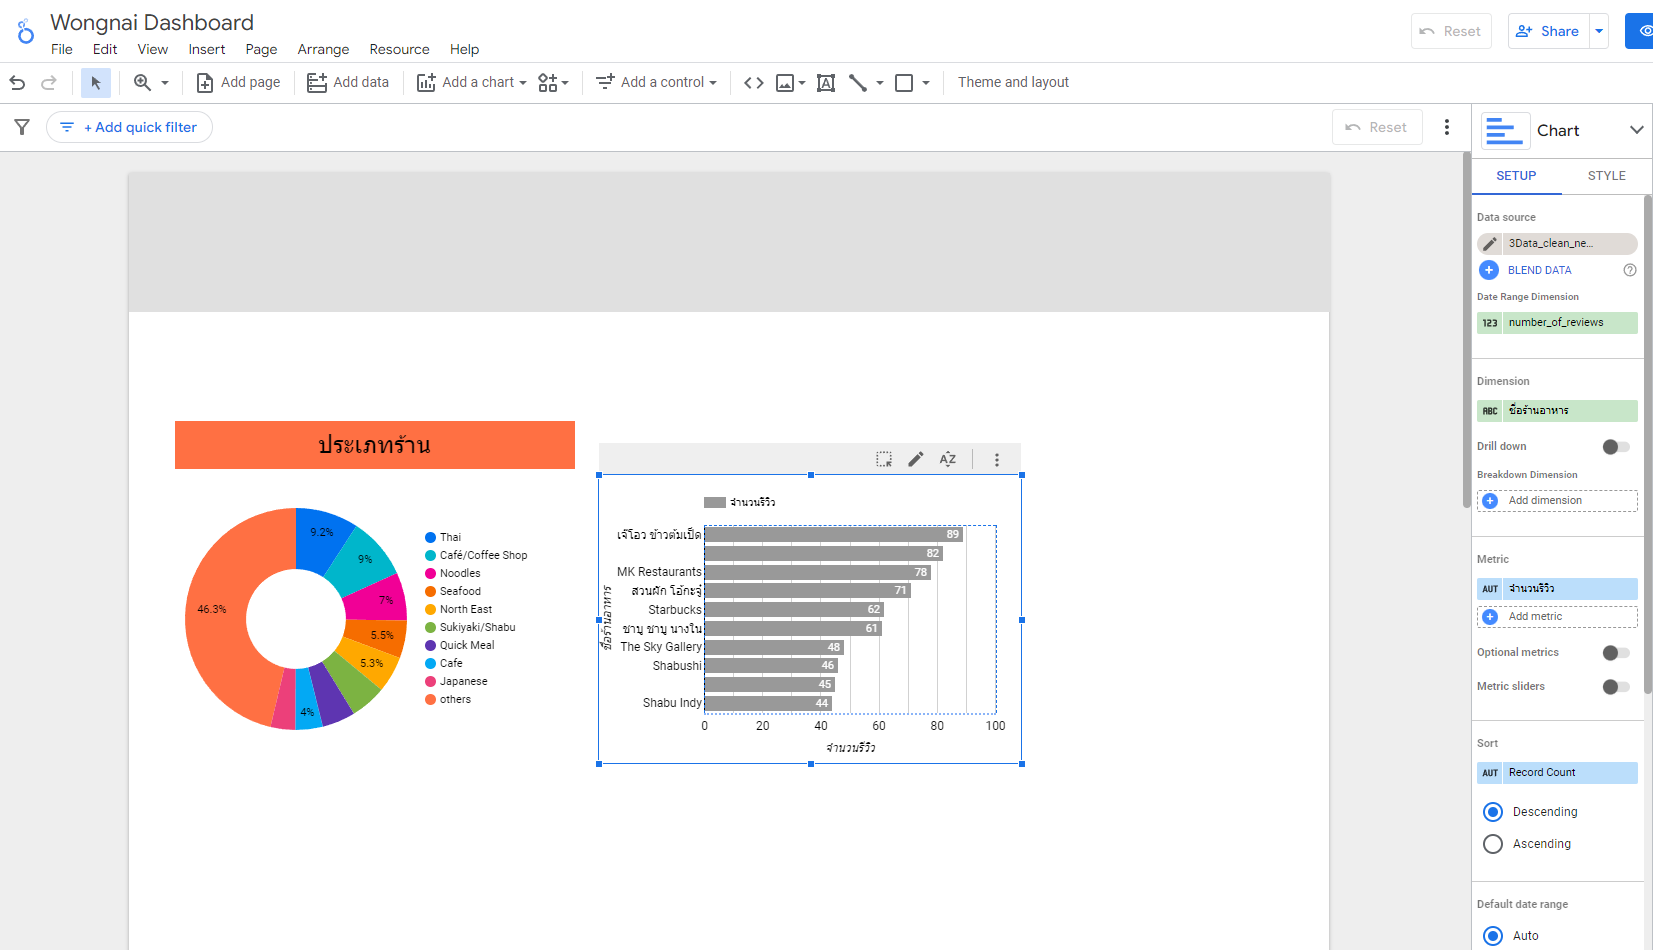 Wongnai Dashboard
File Edit View Insert Page Arrange Resource Help
Reset
Share
Add page
Add data
Add a chart
Add a control
Theme and layout
+ Add quick filter
Reset
ประเภทร้าน
9.2%
9%
7%
5.5%
5.3%
4%
46.3%
Thai
Café/Coffee Shop
Noodles
Seafood
North East
Sukiyaki/Shabu
Quick Meal
Cafe
Japanese
others
จำนวนรีวิว
ชื่อร้านอาหาร
เจ๊โอว ข้าวต้มเป็ด 89
82
MK Restaurants 78
สวนผัก โอ้กะจู๋ 71
Starbucks 62
ชาบู ชาบู นางใน 61
The Sky Gallery 48
Shabushi 46
45
Shabu Indy 44
0 20 40 60 80 100
จำนวนรีวิว
Chart
SETUP STYLE
Data source
3Data_clean_ne...
BLEND DATA
Date Range Dimension
123 number_of_reviews
Dimension
ABC ชื่อร้านอาหาร
Drill down
Breakdown Dimension
Add dimension
Metric
AUT จำนวนรีวิว
Add metric
Optional metrics
Metric sliders
Sort
AUT Record Count
Descending
Ascending
Default date range
Auto